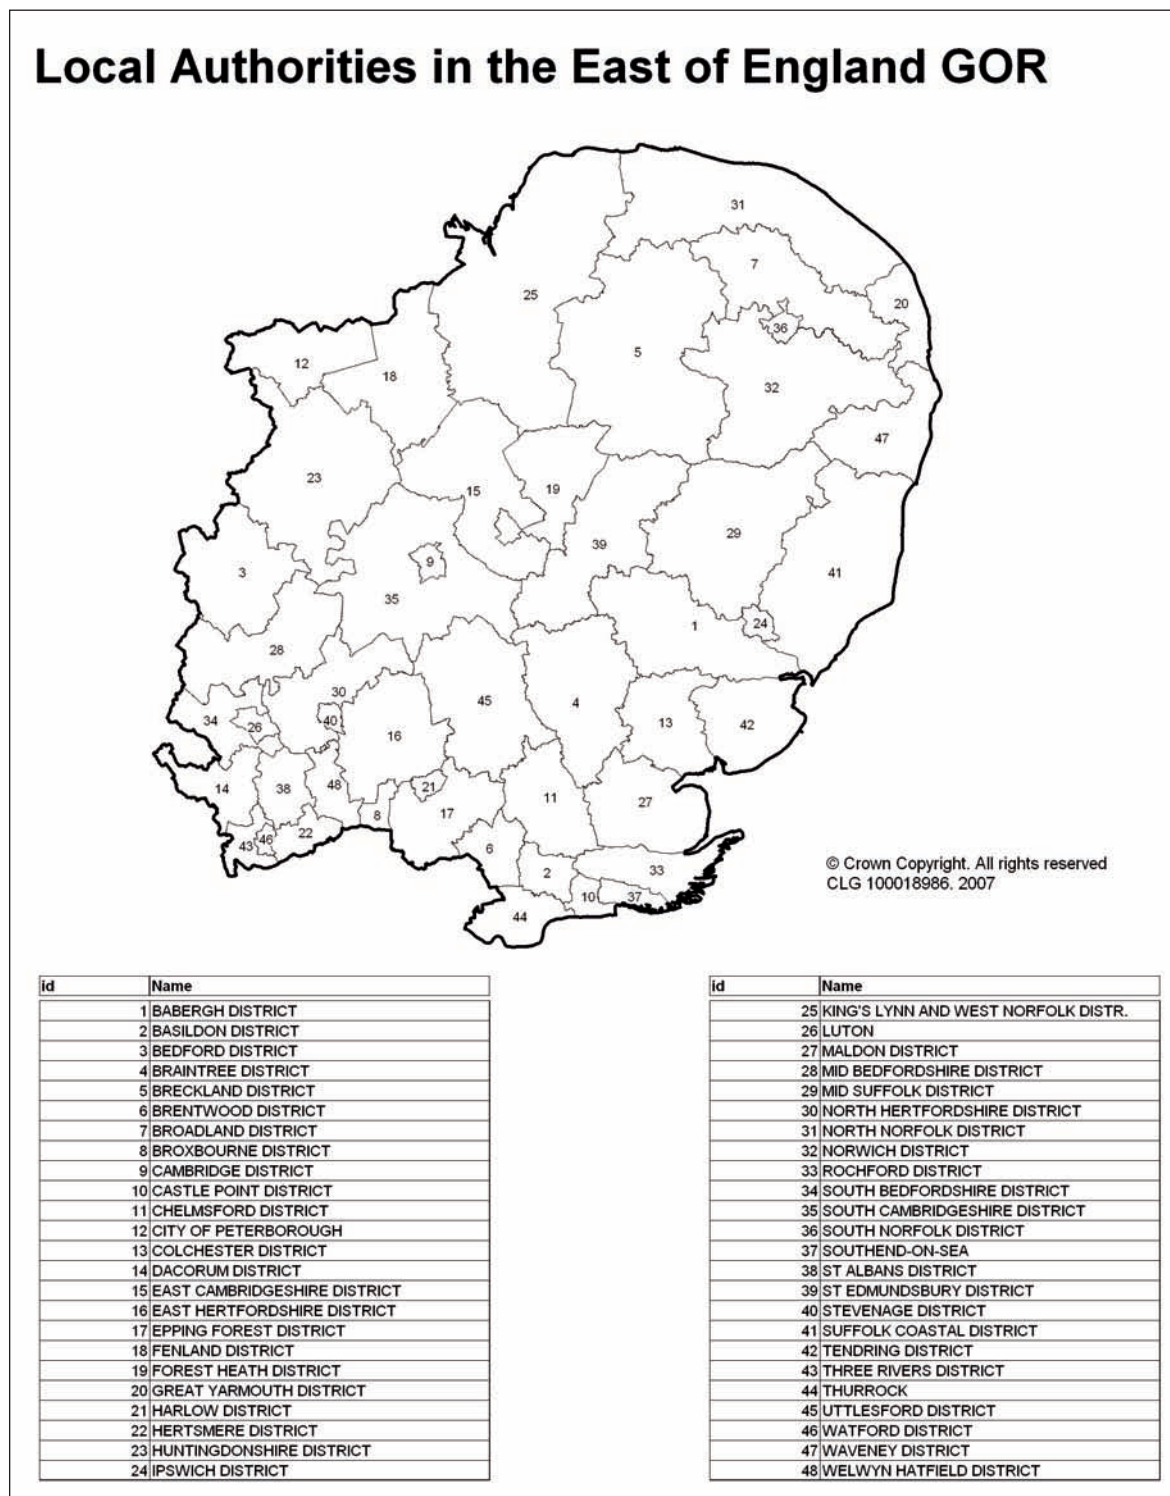 Local Authorities in the East of England GOR
31
7
20
25
36
12
5
18
32
47
23
15
19
29
39
9
3
41
35
24
1
28
30
45
4
34
40
13
42
26
16
14
38
48
21
11
27
8
17
22
43
46
6
33
2
10
37
44
© Crown Copyright. All rights reserved
CLG 100018986. 2007
id Name
1 BABERGH DISTRICT
2 BASILDON DISTRICT
3 BEDFORD DISTRICT
4 BRAINTREE DISTRICT
5 BRECKLAND DISTRICT
6 BRENTWOOD DISTRICT
7 BROADLAND DISTRICT
8 BROXBOURNE DISTRICT
9 CAMBRIDGE DISTRICT
10 CASTLE POINT DISTRICT
11 CHELMSFORD DISTRICT
12 CITY OF PETERBOROUGH
13 COLCHESTER DISTRICT
14 DACORUM DISTRICT
15 EAST CAMBRIDGESHIRE DISTRICT
16 EAST HERTFORDSHIRE DISTRICT
17 EPPING FOREST DISTRICT
18 FENLAND DISTRICT
19 FOREST HEATH DISTRICT
20 GREAT YARMOUTH DISTRICT
21 HARLOW DISTRICT
22 HERTSMERE DISTRICT
23 HUNTINGDONSHIRE DISTRICT
24 IPSWICH DISTRICT
id Name
25 KING'S LYNN AND WEST NORFOLK DISTR.
26 LUTON
27 MALDON DISTRICT
28 MID BEDFORDSHIRE DISTRICT
29 MID SUFFOLK DISTRICT
30 NORTH HERTFORDSHIRE DISTRICT
31 NORTH NORFOLK DISTRICT
32 NORWICH DISTRICT
33 ROCHFORD DISTRICT
34 SOUTH BEDFORDSHIRE DISTRICT
35 SOUTH CAMBRIDGESHIRE DISTRICT
36 SOUTH NORFOLK DISTRICT
37 SOUTHEND-ON-SEA
38 ST ALBANS DISTRICT
39 ST EDMUNDSBURY DISTRICT
40 STEVENAGE DISTRICT
41 SUFFOLK COASTAL DISTRICT
42 TENDRING DISTRICT
43 THREE RIVERS DISTRICT
44 THURROCK
45 UTTLESFORD DISTRICT
46 WATFORD DISTRICT
47 WAVENEY DISTRICT
48 WELWYN HATFIELD DISTRICT